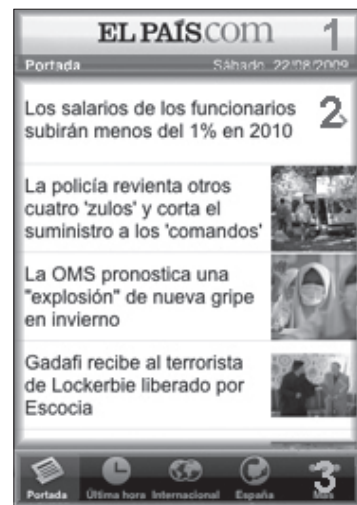 EL PAÍS.COM 1
Portada Sábado, 22/08/2009
Los salarios de los funcionarios
subirán menos del 1% en 2010
2
La policía revienta otros
cuatro 'zulos' y corta el
suministro a los 'comandos'
La OMS pronostica una
"explosión" de nueva gripe
en invierno
Gadafi recibe al terrorista
de Lockerbie liberado por
Escocia
3
Portada Última hora Internacional España Más